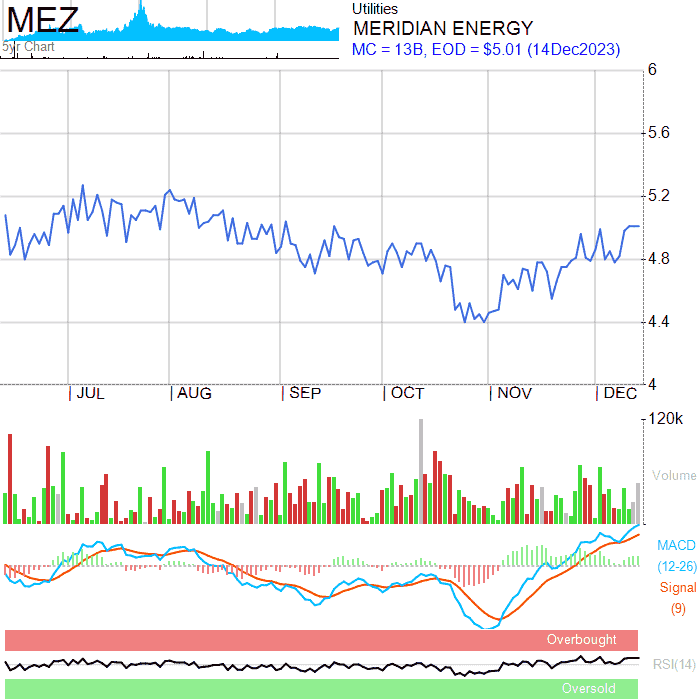 MEZ
5yr Chart
Utilities
MERIDIAN ENERGY
MC = 13B, EOD = $5.01 (14Dec2023)
6
5.6
5.2
4.8
4.4
4
JUL AUG SEP OCT NOV DEC
120k
Volume
MACD
(12-26)
Signal
(9)
Overbought
RSI(14)
Oversold